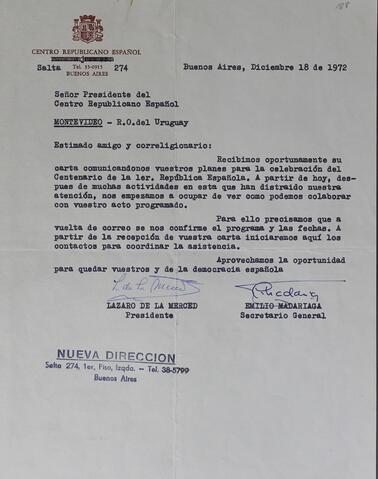 188
CENTRO REPUBLICANO ESPAÑOL
Salta 274
Tel. 33-0915
BUENOS AIRES
Buenos Aires, Diciembre 18 de 1972
Señor Presidente del
Centro Republicano Español
MONTEVIDEO - R.O.del Uruguay
Estimado amigo y correligionario:
Recibimos oportunamente su
carta comunicandonos vuestros planes para la celebración del
Centenario de la 1er. República Española. A partir de hoy, des-
pues de muchas actividades en esta que han distraido nuestra
atención, nos empezamos a ocupar de ver como podemos colaborar
con vuestro acto programado.
Para ello precisamos que a
vuelta de correo se nos confirme el programa y las fechas. A
partir de la recepción de vuestra carta iniciaremos aquí los
contactos para coordinar la asistencia.
Aprovechamos la oportunidad
para quedar vuestros y de la democracia española
LAZARO DE LA MERCED
Presidente
EMILIO MADARIAGA
Secretario General
NUEVA DIRECCION
Salta 274, 1er. Piso, Izqda. - Tel. 38-5799
Buenos Aires